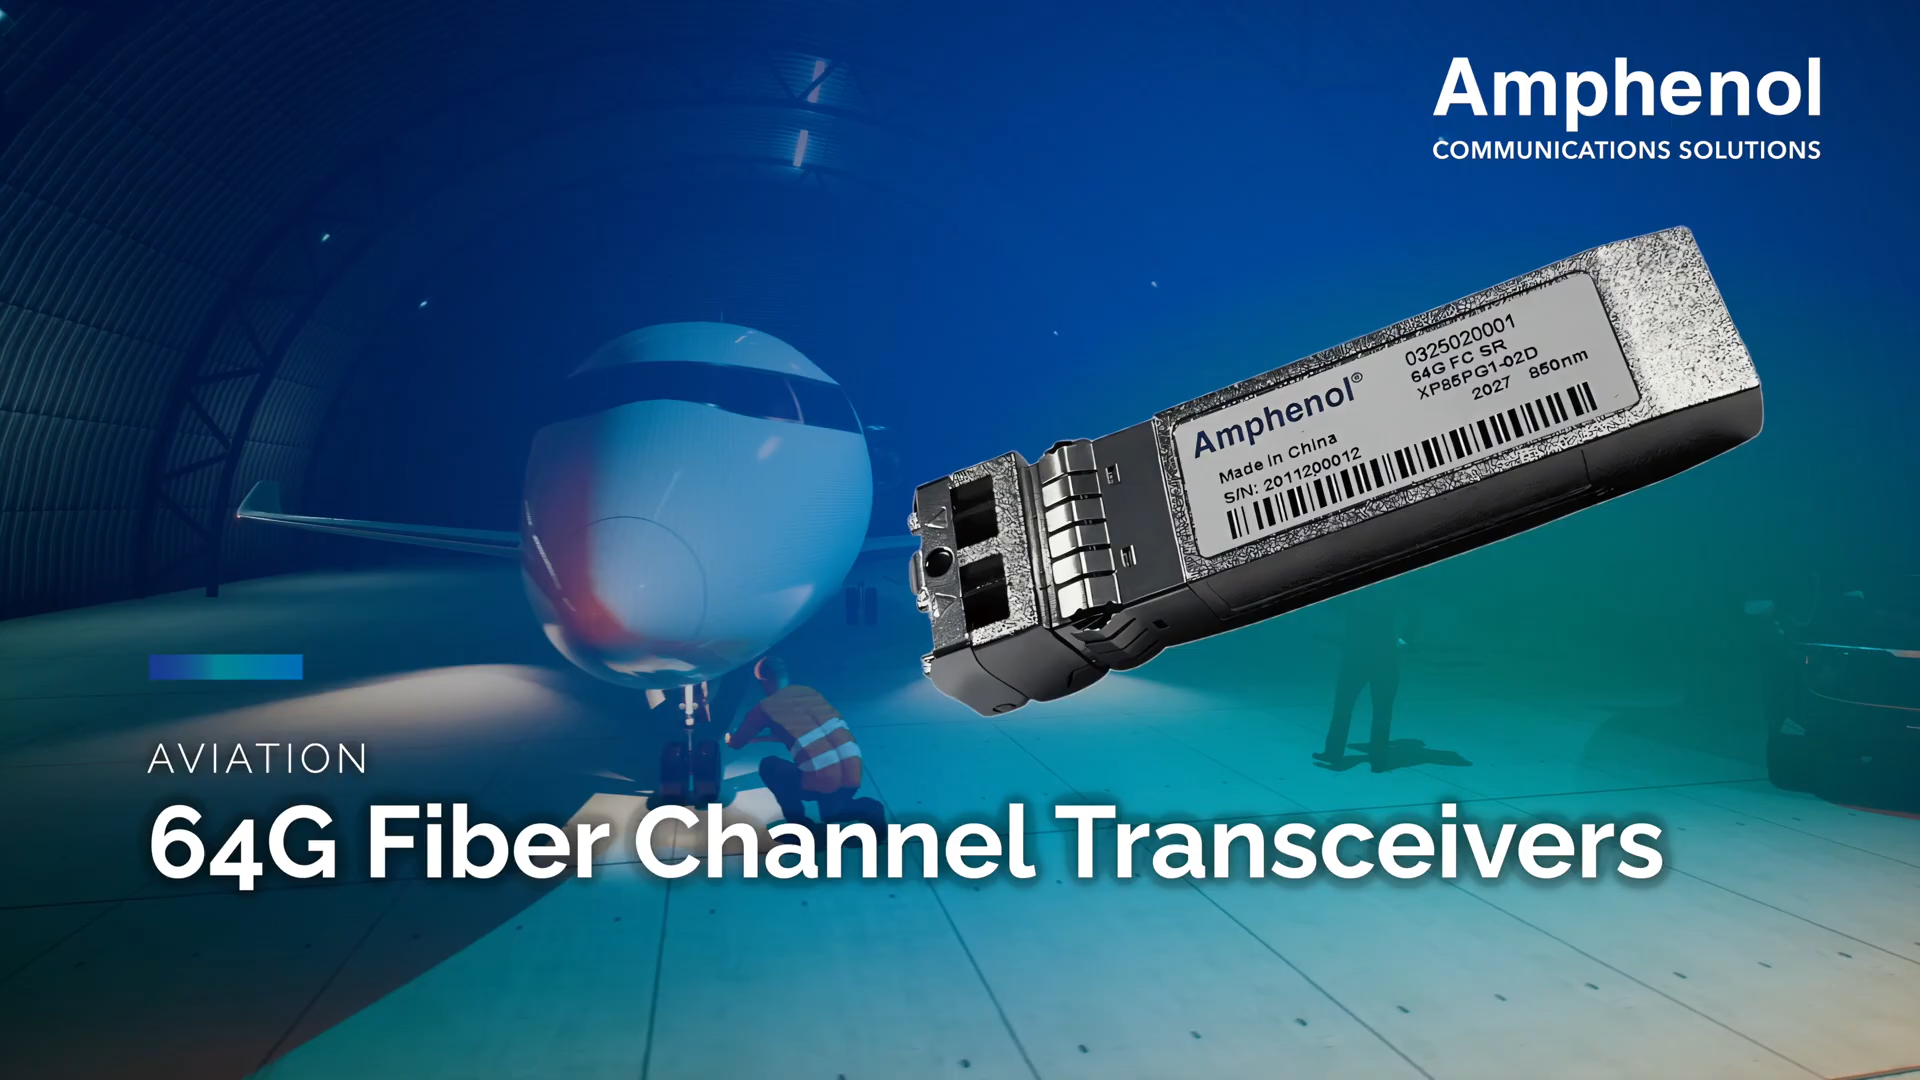 Amphenol
COMMUNICATIONS SOLUTIONS
0325020001
64G FC SR
XP85PG1-02D
2027 850nm
Amphenol®
Made in China
S/N: 2011200012
AVIATION
64G Fiber Channel Transceivers